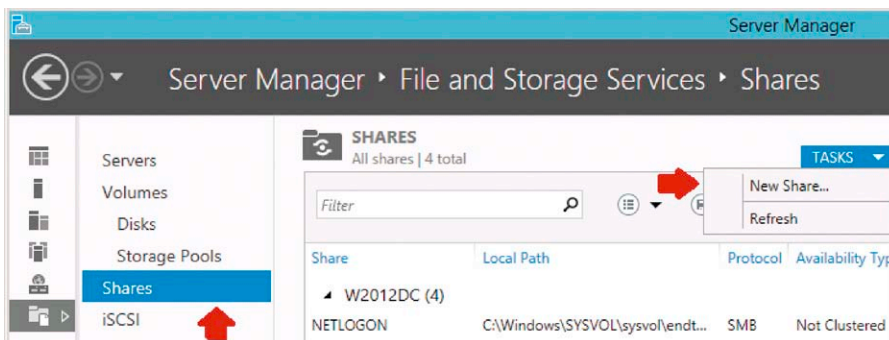 Server Manager
Server Manager ‣ File and Storage Services ‣ Shares
Servers
Volumes
Disks
Storage Pools
Shares
iSCSI
SHARES
All shares | 4 total
TASKS
New Share...
Refresh
Filter
Share Local Path Protocol Availability Typ
W2012DC (4)
NETLOGON C:\Windows\SYSVOL\sysvol\endt... SMB Not Clustered